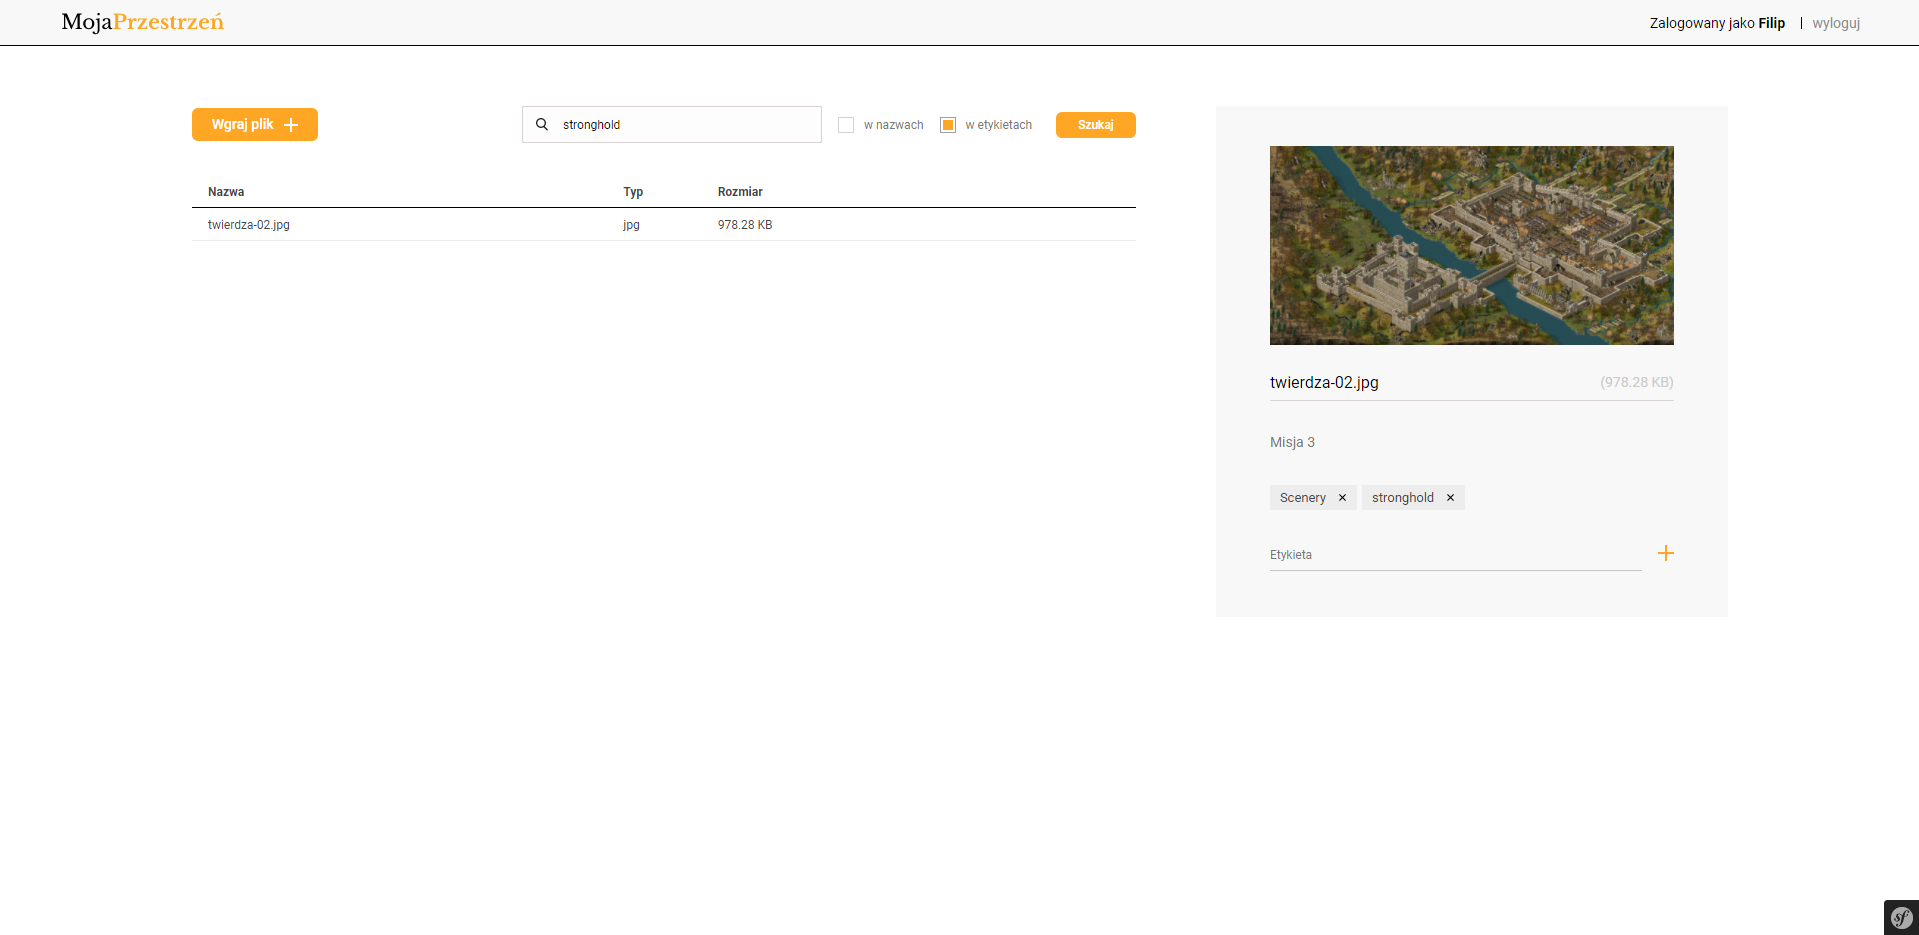 MojaPrzestrzeń
Zalogowany jako Filip | wyloguj
Wgraj plik
stronghold
w nazwach
w etykietach
Szukaj
Nazwa Typ Rozmiar
twierdza-02.jpg jpg 978.28 KB
twierdza-02.jpg (978.28 KB)
Misja 3
Scenery × stronghold ×
Etykieta
sf